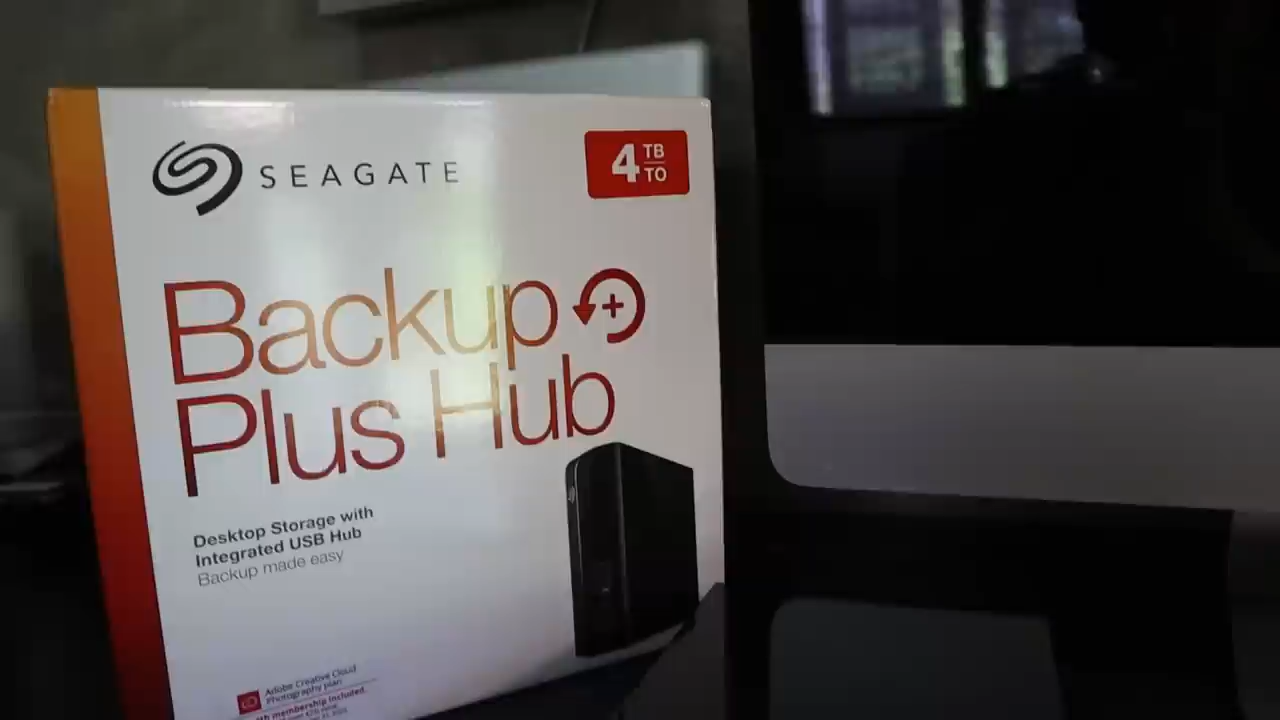 SEAGATE
4 TB
TO
Backup
Plus Hub
Desktop Storage with
Integrated USB Hub
Backup made easy
Adobe Creative Cloud
Photography plan
membership included.